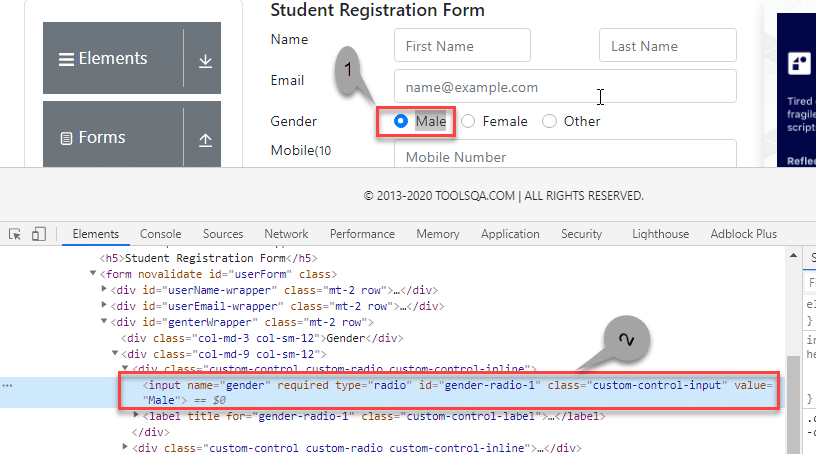 Student Registration Form
Elements
Name
First Name
Last Name
Email
name@example.com
1
Gender
Male
Female
Other
Forms
Mobile(10
Mobile Number
Tired
fragile
script
Refle
© 2013-2020 TOOLSQA.COM | ALL RIGHTS RESERVED.
Elements Console Sources Network Performance Memory Application Security Lighthouse Adblock Plus
S
<h5>Student Registration Form</h5>
<form novalidate id="userForm" class>
<div id="userName-wrapper" class="mt-2 row">…</div>
<div id="userEmail-wrapper" class="mt-2 row">…</div>
<div id="genterWrapper" class="mt-2 row">
<div class="col-md-3 col-sm-12">Gender</div>
<div class="col-md-9 col-sm-12">
<div class="custom-control custom-radio custom-control-inline">
2
… <input name="gender" required type="radio" id="gender-radio-1" class="custom-control-input" value=
"Male"> == $0
<label title for="gender-radio-1" class="custom-control-label">…</label>
</div>
<div class="custom-control custom-radio custom-control-inline">…</div>
el
}
in
he
}
.c
-c